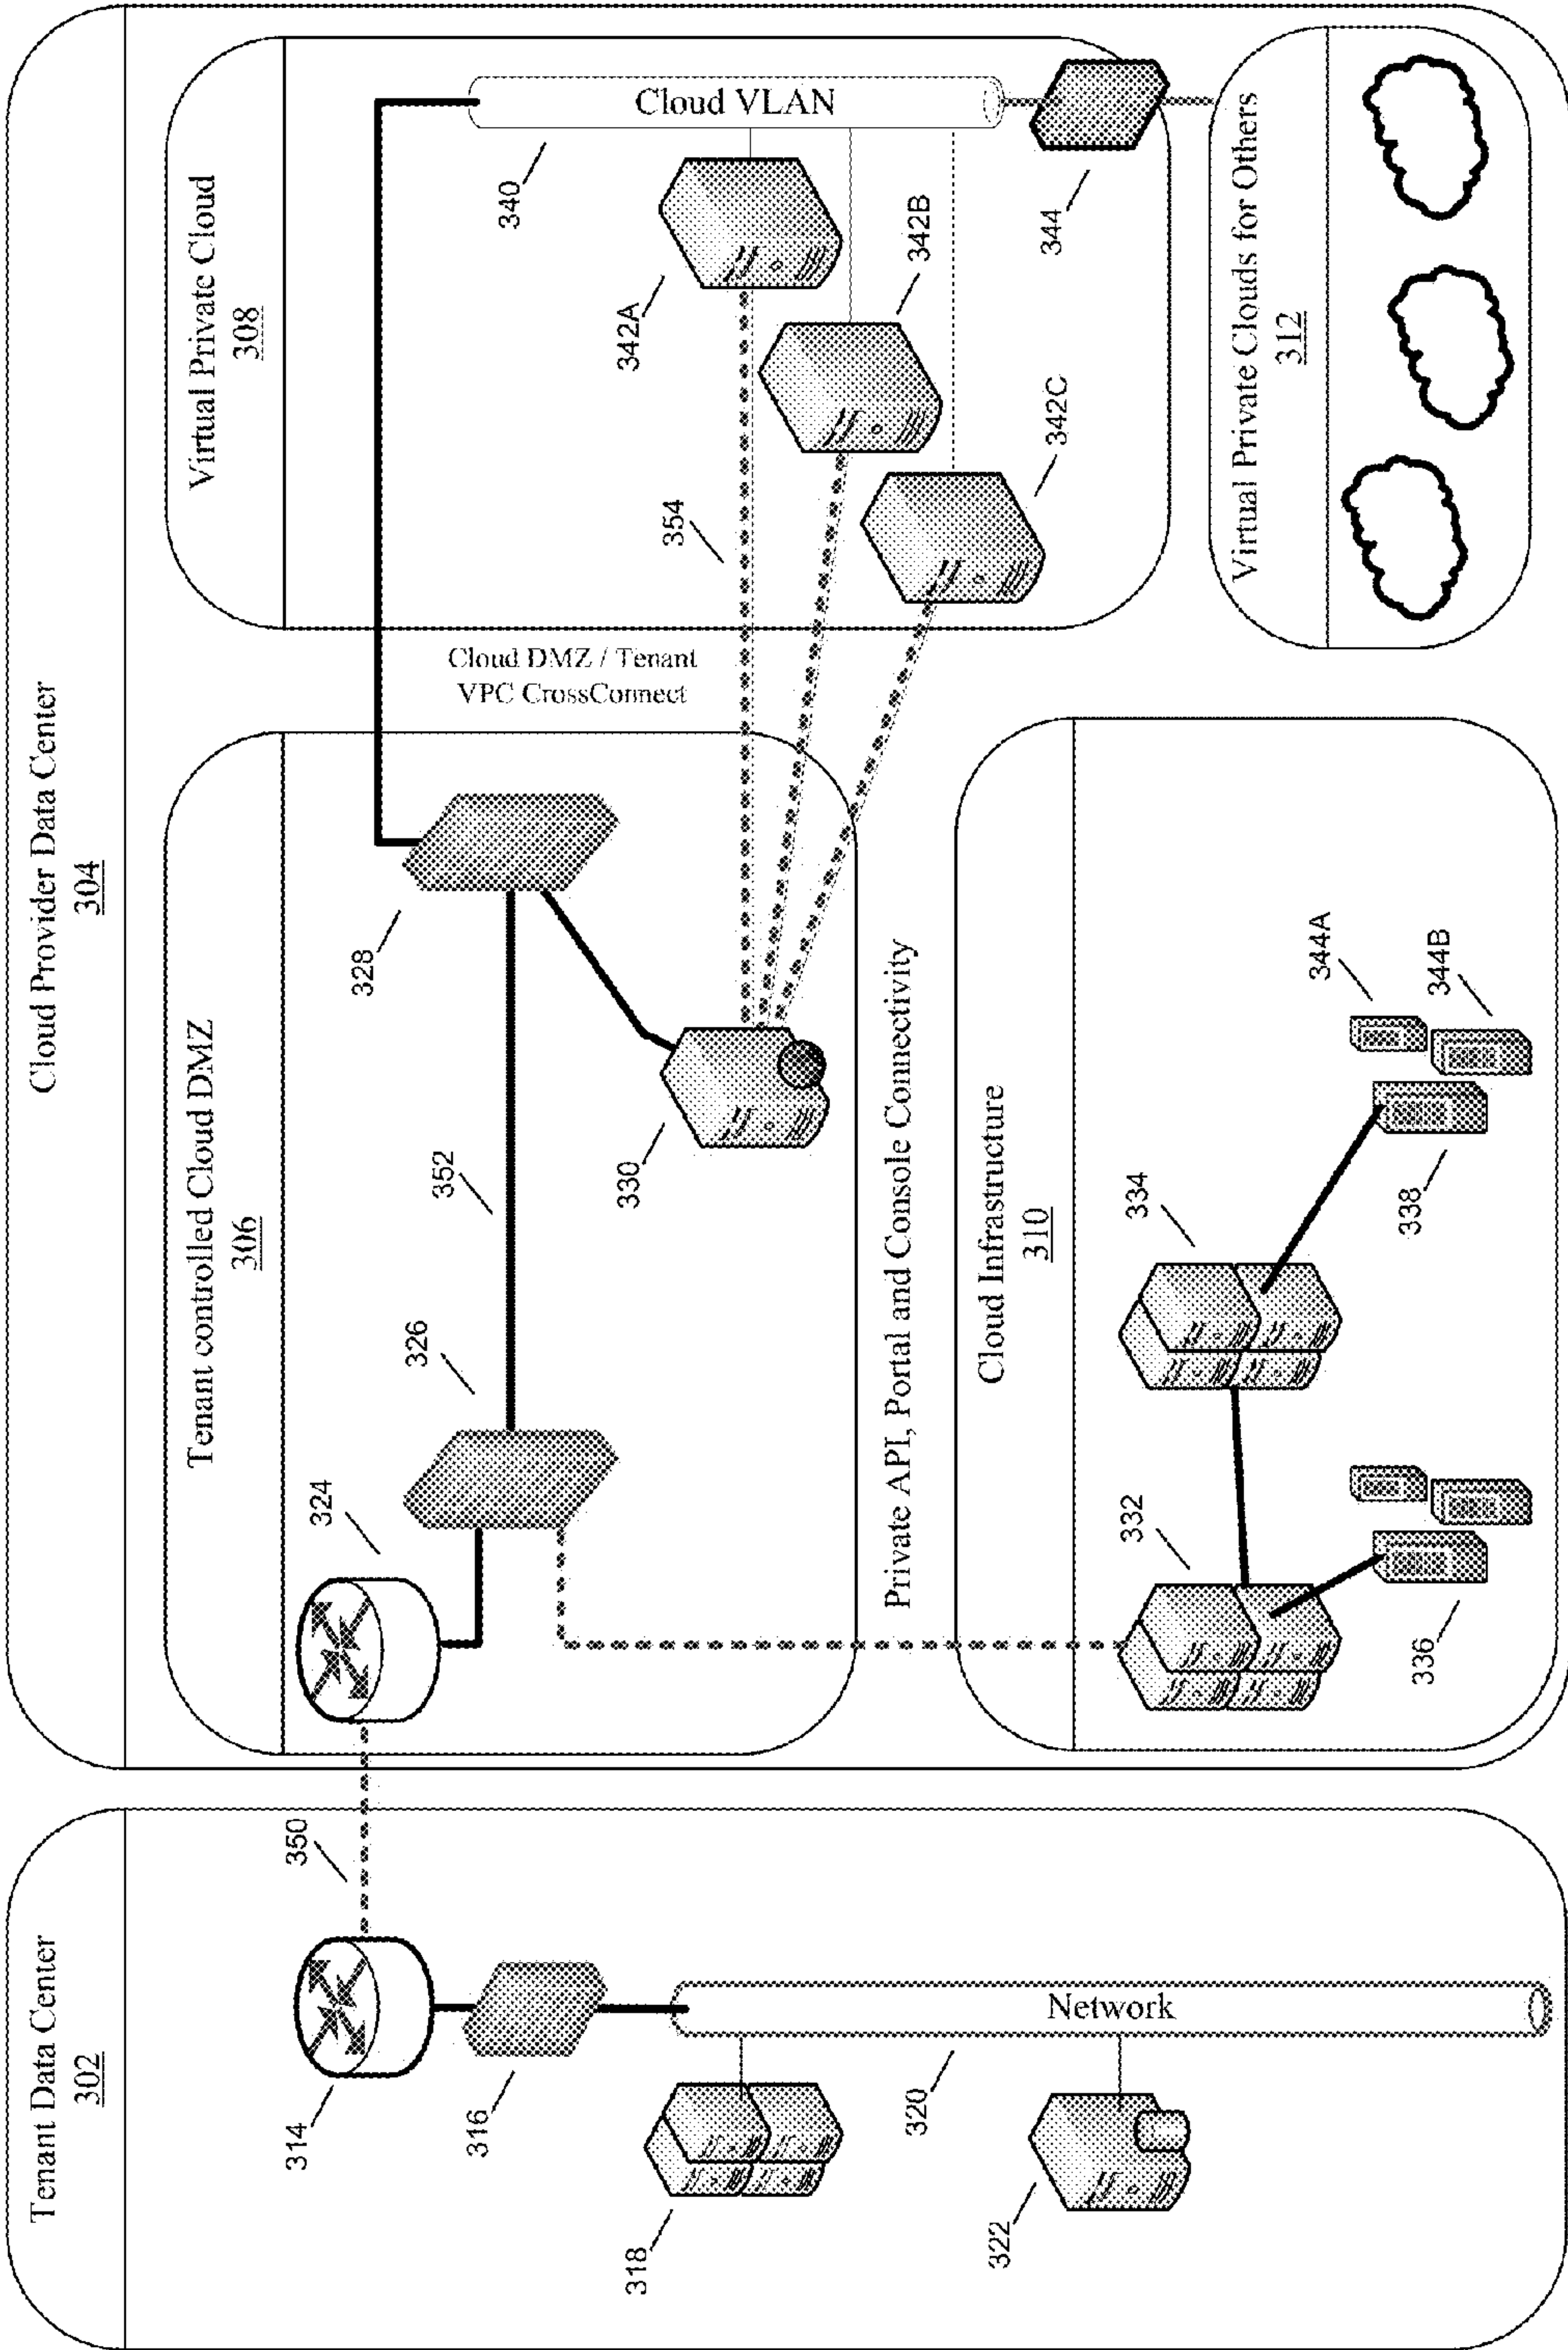 Tenant Data Center
302
314
316
318
320
322
Network
350
Cloud Provider Data Center
304
Tenant controlled Cloud DMZ
306
324
326
352
328
330
Cloud DMZ / Tenant
VPC CrossConnect
Virtual Private Cloud
308
340
Cloud VLAN
342A
342B
342C
354
344
Private API, Portal and Console Connectivity
Cloud Infrastructure
310
332
334
336
338
344A
344B
Virtual Private Clouds for Others
312